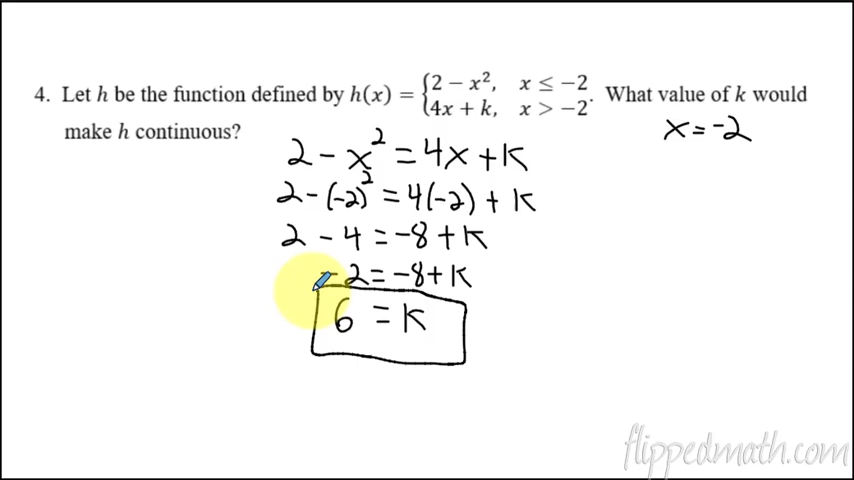 4. Let h be the function defined by h(x) = {2 − x², x ≤ −2
{4x + k, x > −2. What value of k would
make h continuous?
x = -2
2 - x² = 4x + k
2 - (-2)² = 4(-2) + k
2 - 4 = -8 + k
-2 = -8 + k
6 = k
flippedmath.com